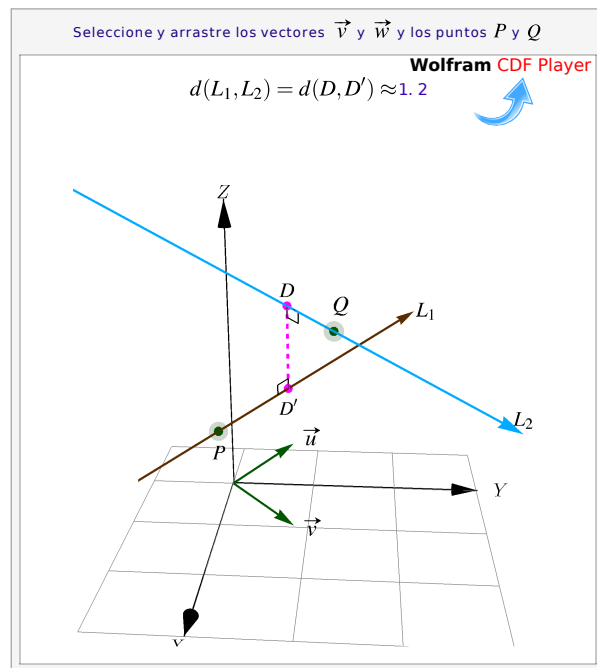 Seleccione y arrastre los vectores v⃗ y w⃗ y los puntos P y Q
Wolfram CDF Player
d(L₁,L₂) = d(D,D′) ≈1. 2
Z
D
Q
L₁
D′
L₂
P
u⃗
Y
v⃗